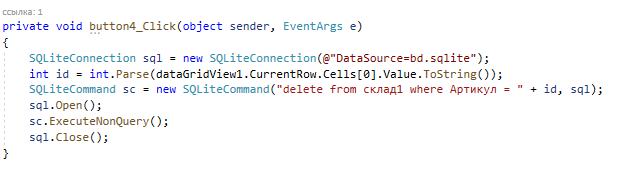 ссылка: 1
private void button4_Click(object sender, EventArgs e)
{
SQLiteConnection sql = new SQLiteConnection(@"DataSource=bd.sqlite");
int id = int.Parse(dataGridView1.CurrentRow.Cells[0].Value.ToString());
SQLiteCommand sc = new SQLiteCommand("delete from склад1 where Артикул = " + id, sql);
sql.Open();
sc.ExecuteNonQuery();
sql.Close();
}